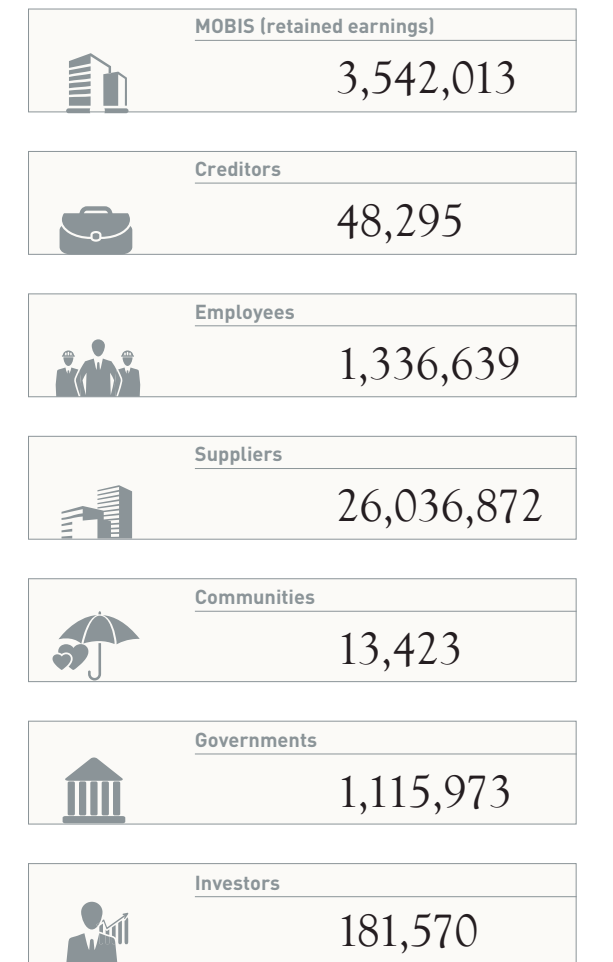 MOBIS (retained earnings)
3,542,013
Creditors
48,295
Employees
1,336,639
Suppliers
26,036,872
Communities
13,423
Governments
1,115,973
Investors
181,570